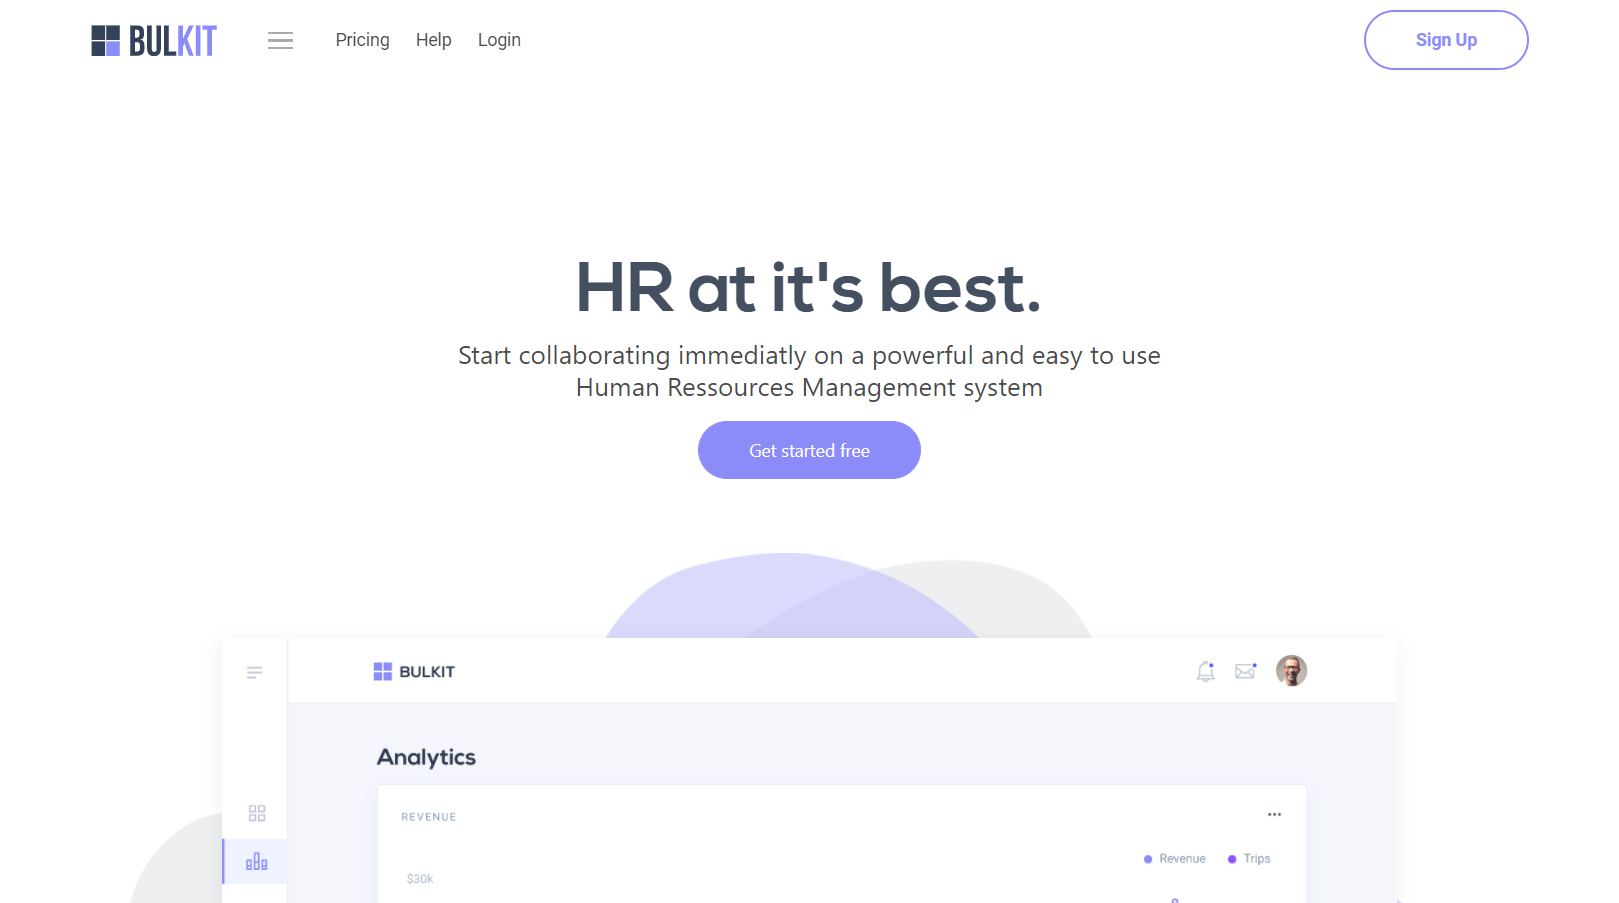 BULKIT
Pricing Help Login
Sign Up
HR at it's best.
Start collaborating immediatly on a powerful and easy to use
Human Ressources Management system
Get started free
BULKIT
Analytics
REVENUE
Revenue Trips
$30k